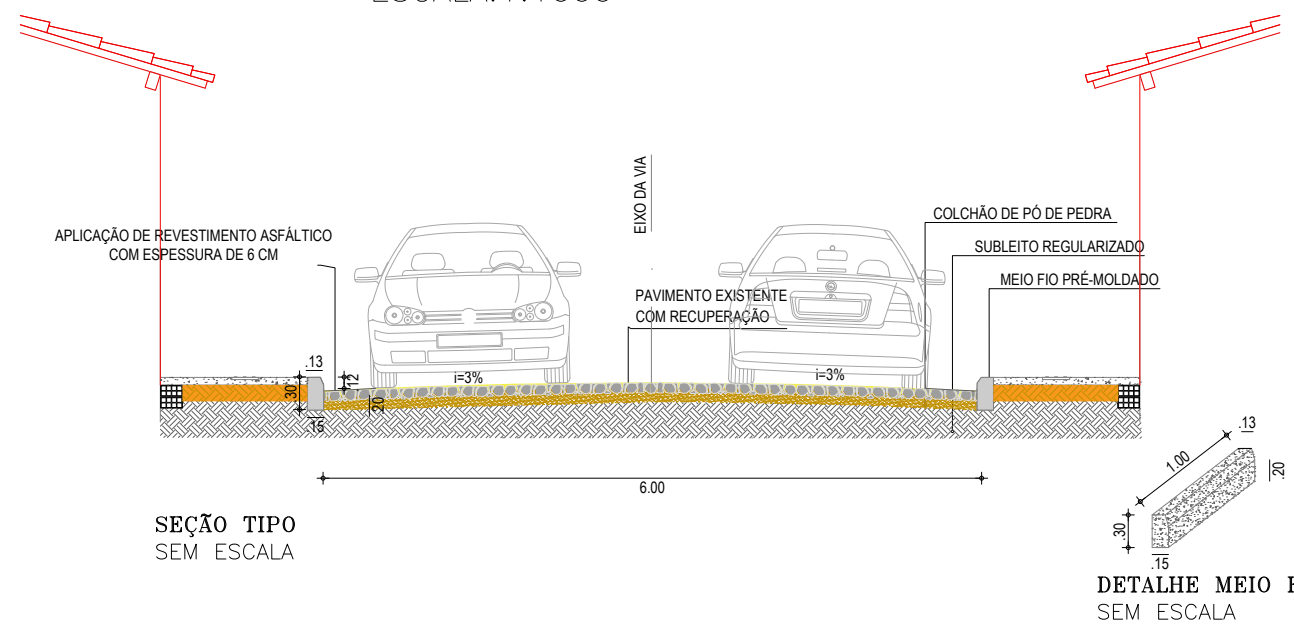 EIXO DA VIA
COLCHÃO DE PÓ DE PEDRA
APLICAÇÃO DE REVESTIMENTO ASFÁLTICO
COM ESPESSURA DE 6 CM
SUBLEITO REGULARIZADO
MEIO FIO PRÉ-MOLDADO
PAVIMENTO EXISTENTE
COM RECUPERAÇÃO
.13
i=3%
i=3%
.12
.30
.20
.15
6.00
.13
1.00
.20
.30
.15
SEÇÃO TIPO
SEM ESCALA
DETALHE MEIO
SEM ESCALA